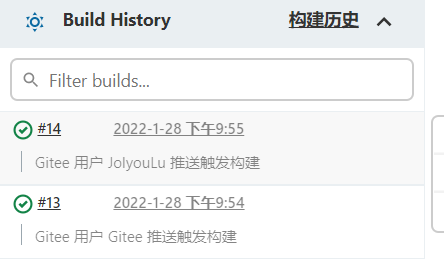 Build History 构建历史
Filter builds...
#14 2022-1-28 下午9:55
Gitee 用户 JolyouLu 推送触发构建
#13 2022-1-28 下午9:54
Gitee 用户 Gitee 推送触发构建